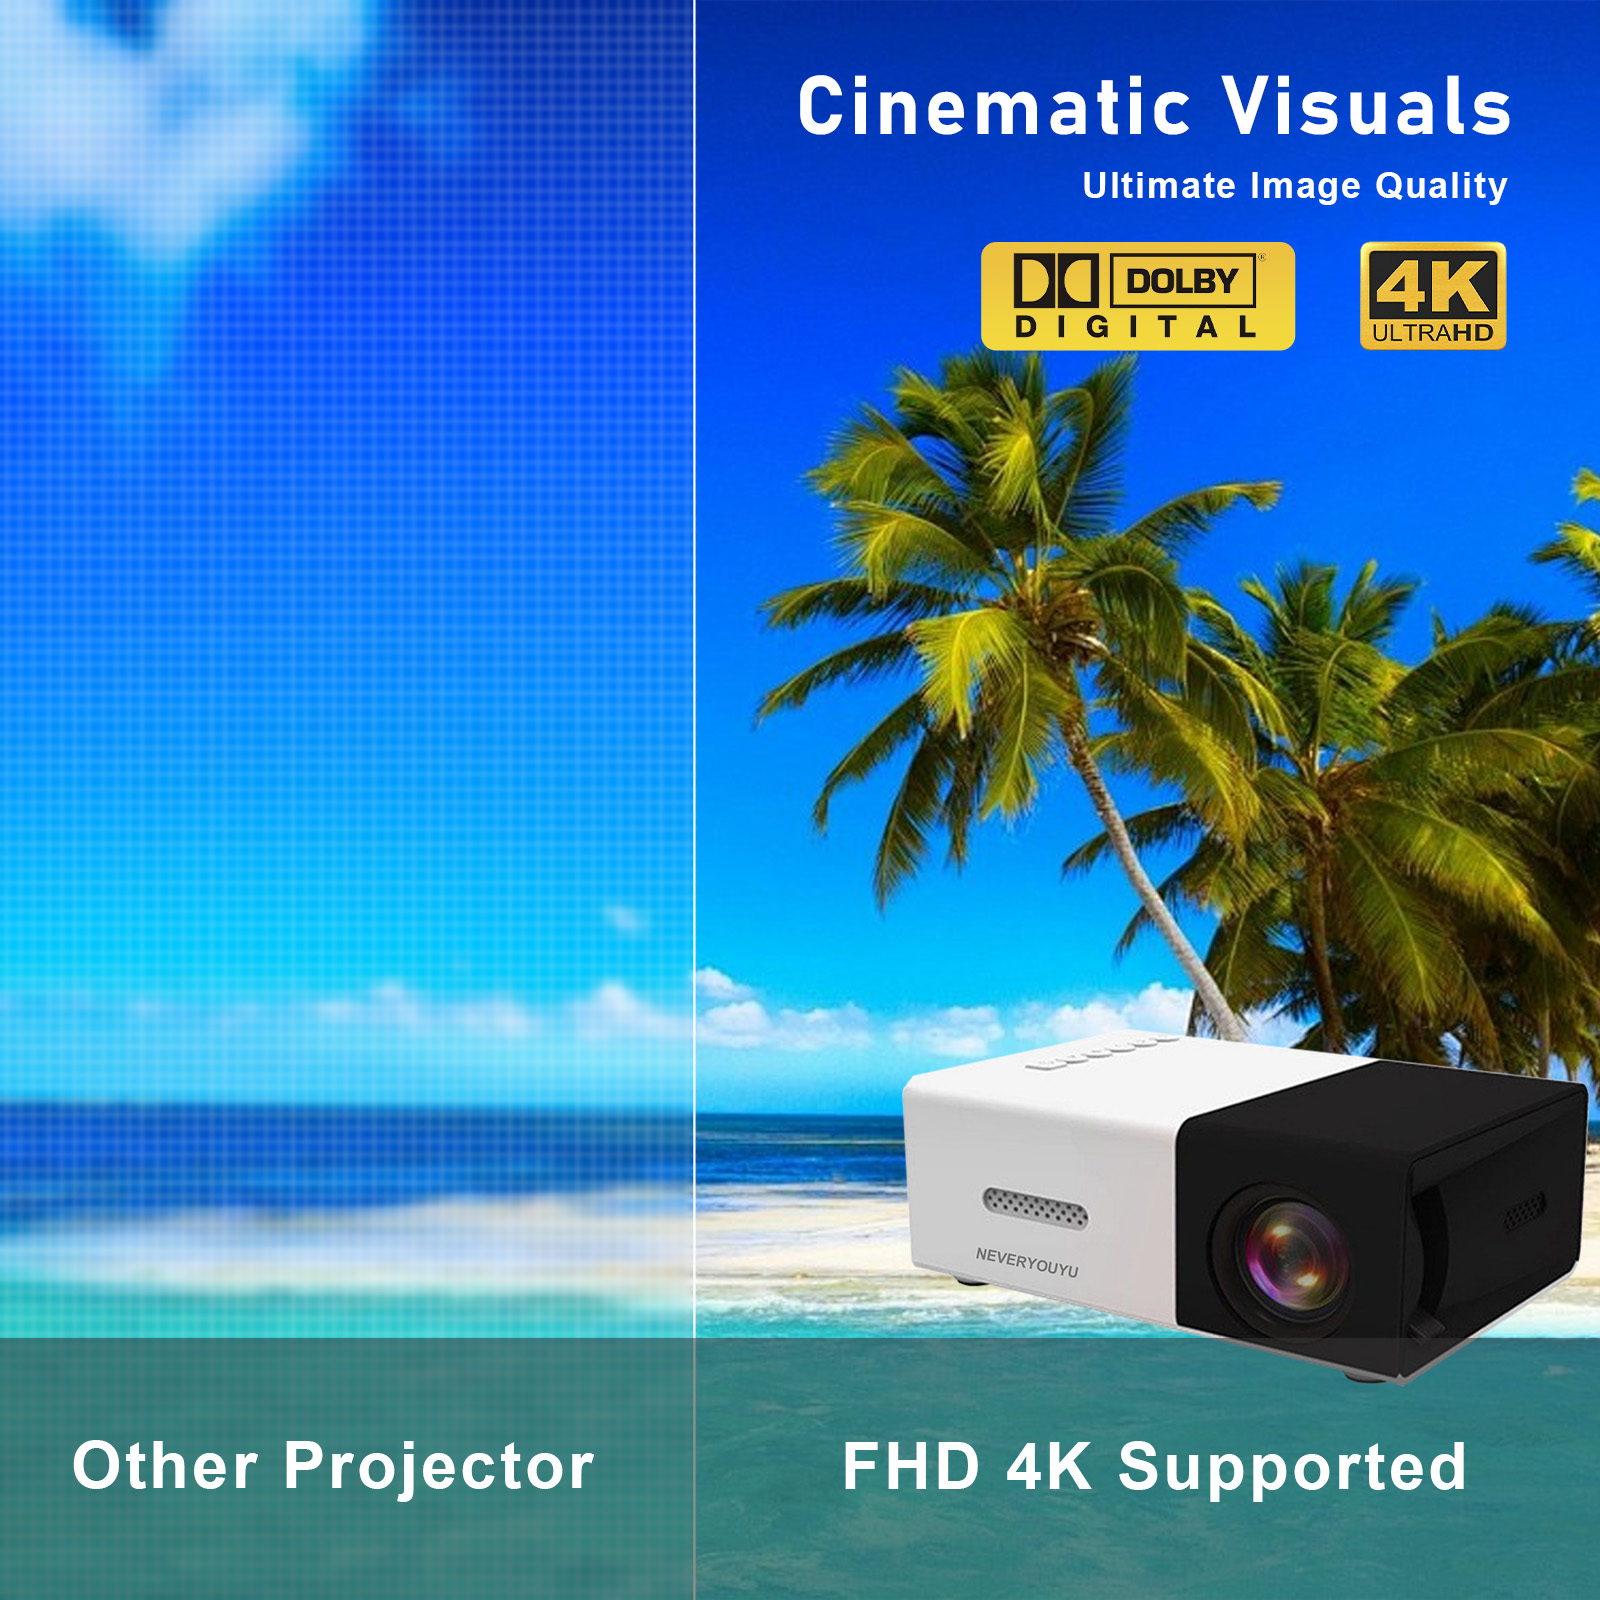 Cinematic Visuals
Ultimate Image Quality
DOLBY®
DIGITAL
4K
ULTRAHD
NEVERYOUYU
Other Projector
FHD 4K Supported